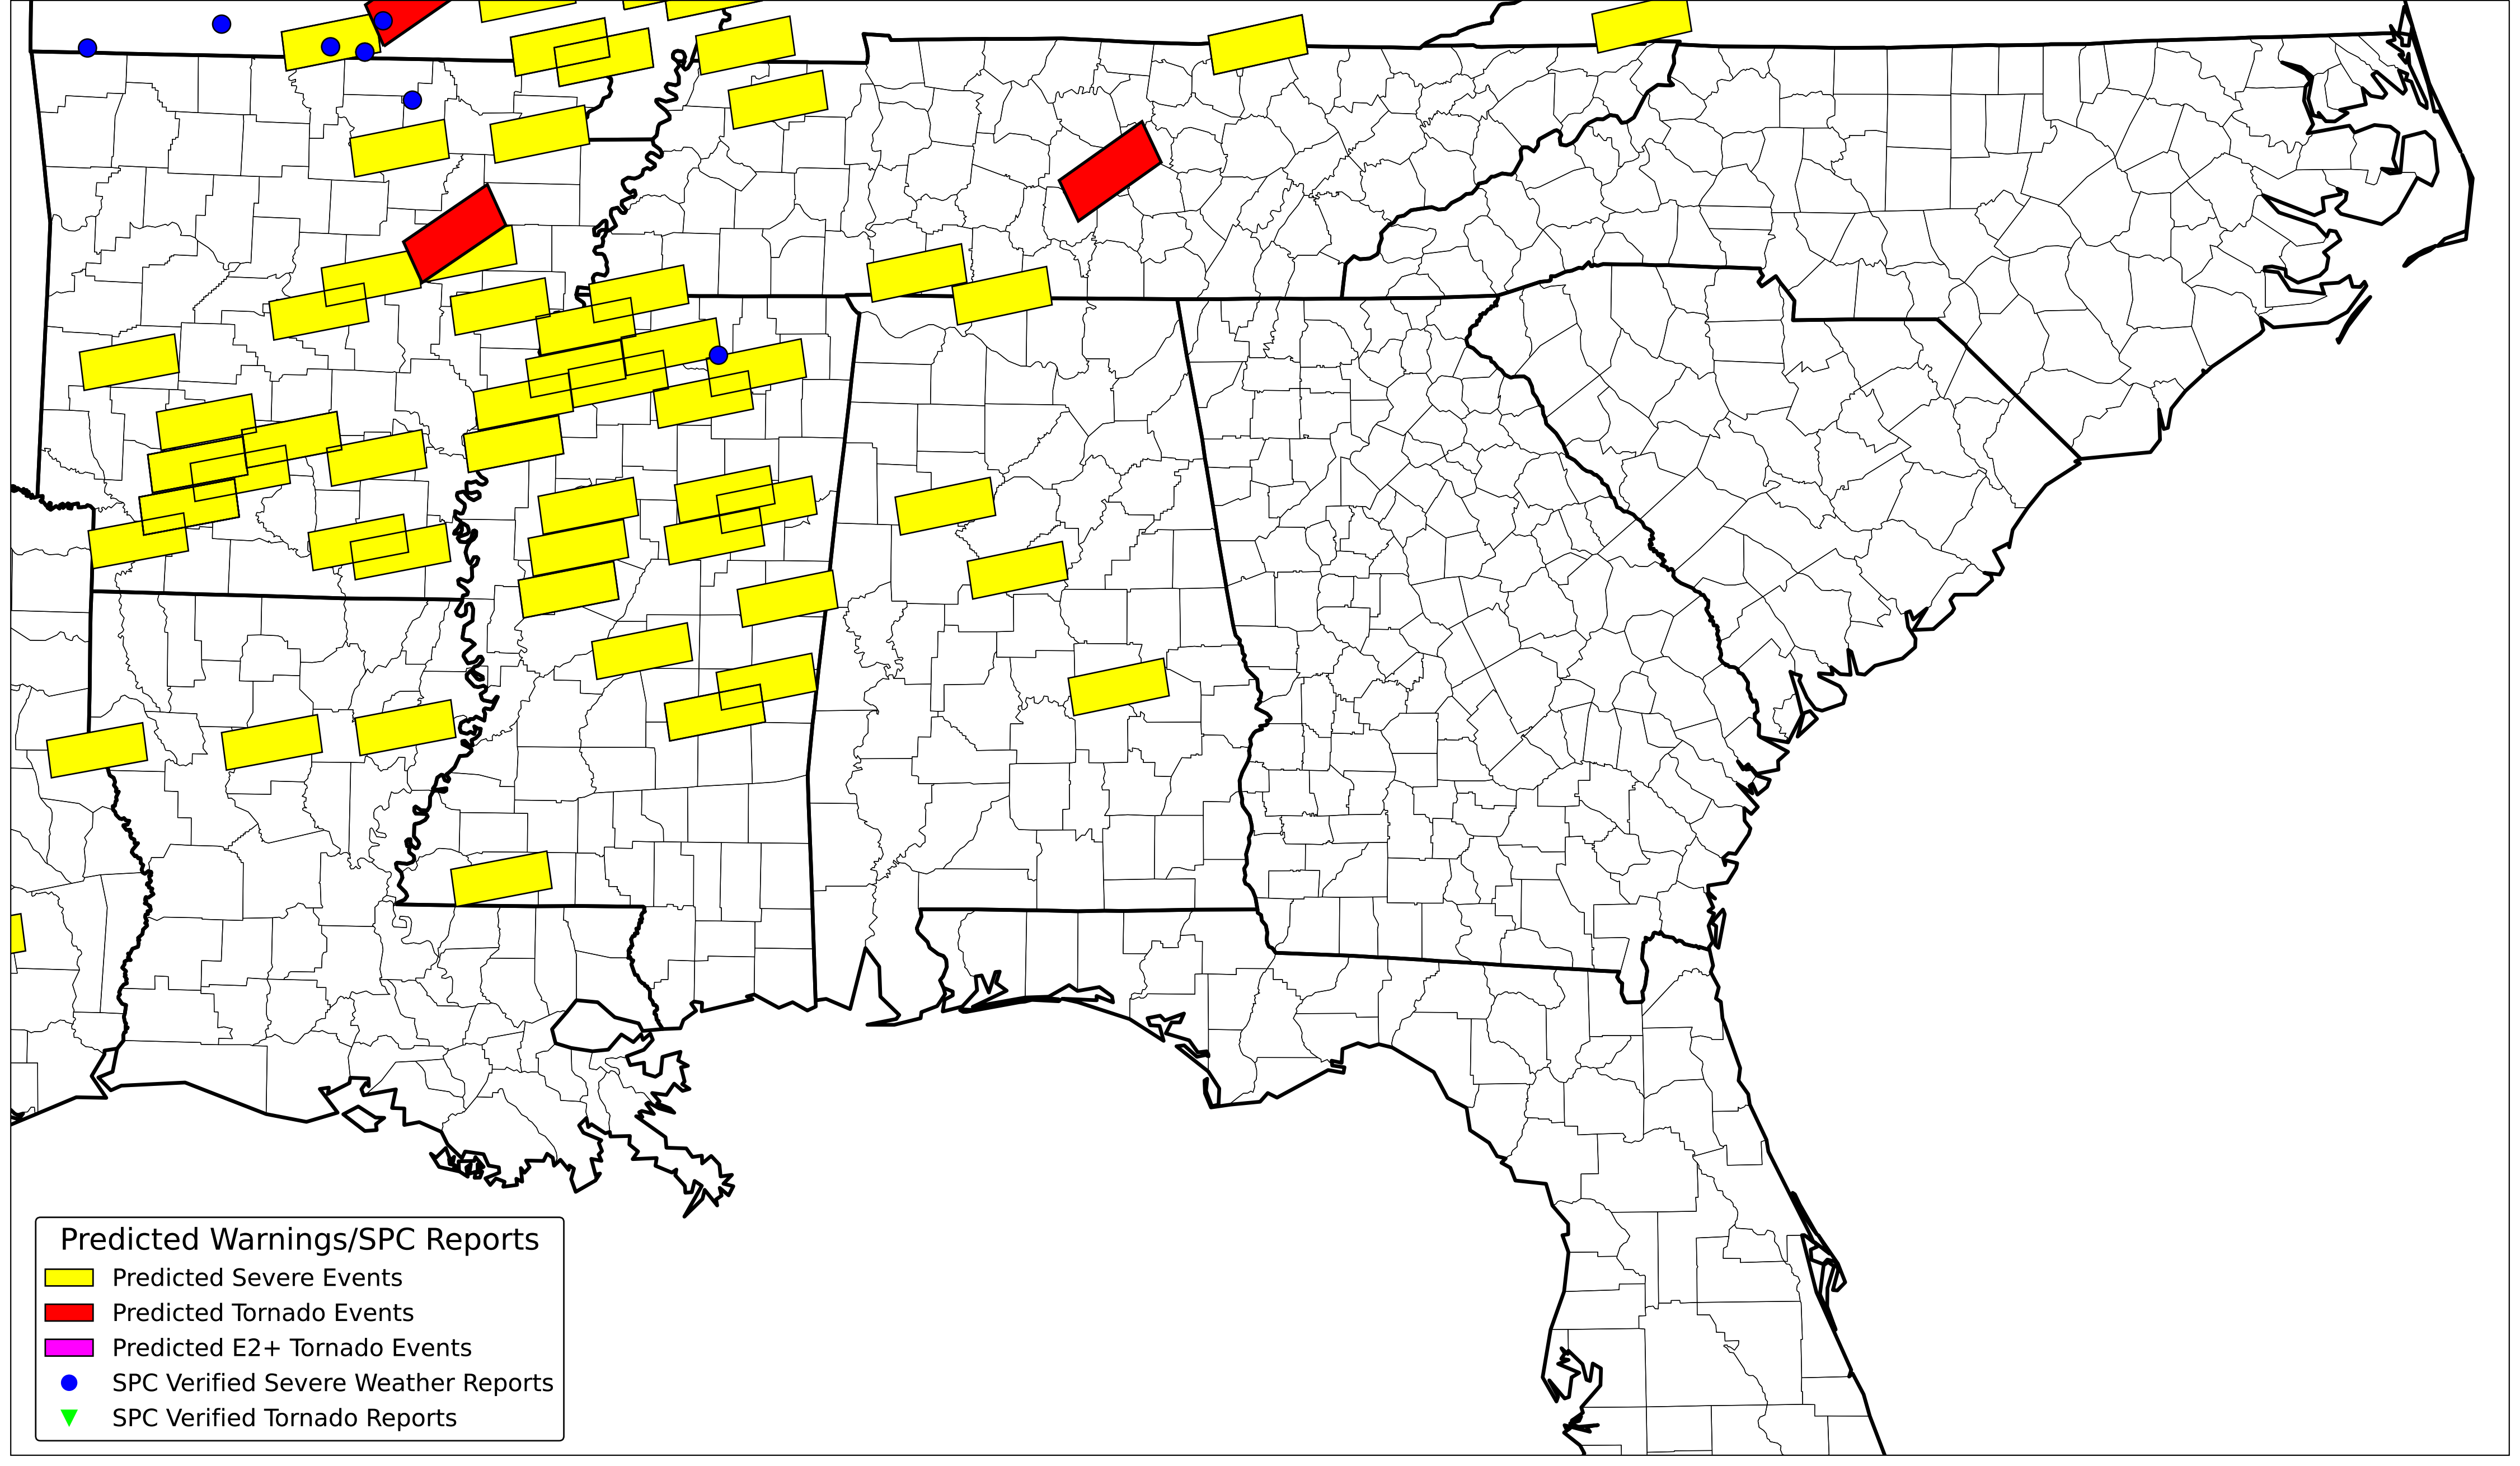 Predicted Warnings/SPC Reports
Predicted Severe Events
Predicted Tornado Events
Predicted E2+ Tornado Events
SPC Verified Severe Weather Reports
SPC Verified Tornado Reports